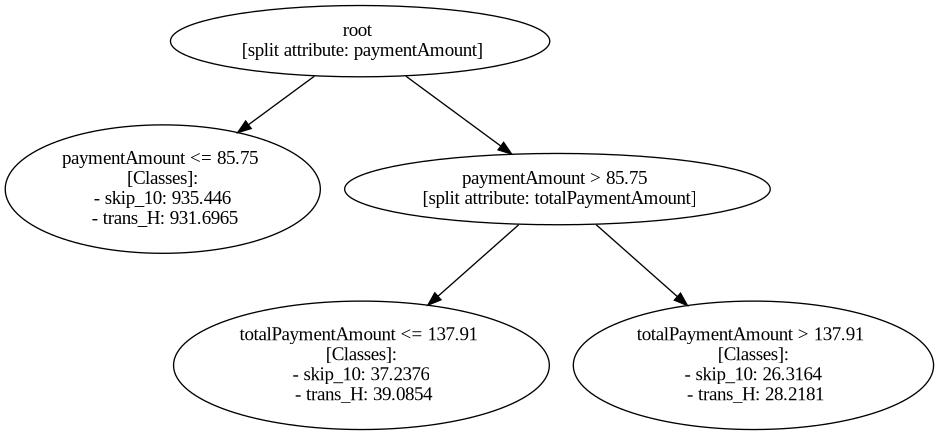 root
[split attribute: paymentAmount]
paymentAmount <= 85.75
[Classes]:
- skip_10: 935.446
- trans_H: 931.6965
paymentAmount > 85.75
[split attribute: totalPaymentAmount]
totalPaymentAmount <= 137.91
[Classes]:
- skip_10: 37.2376
- trans_H: 39.0854
totalPaymentAmount > 137.91
[Classes]:
- skip_10: 26.3164
- trans_H: 28.2181